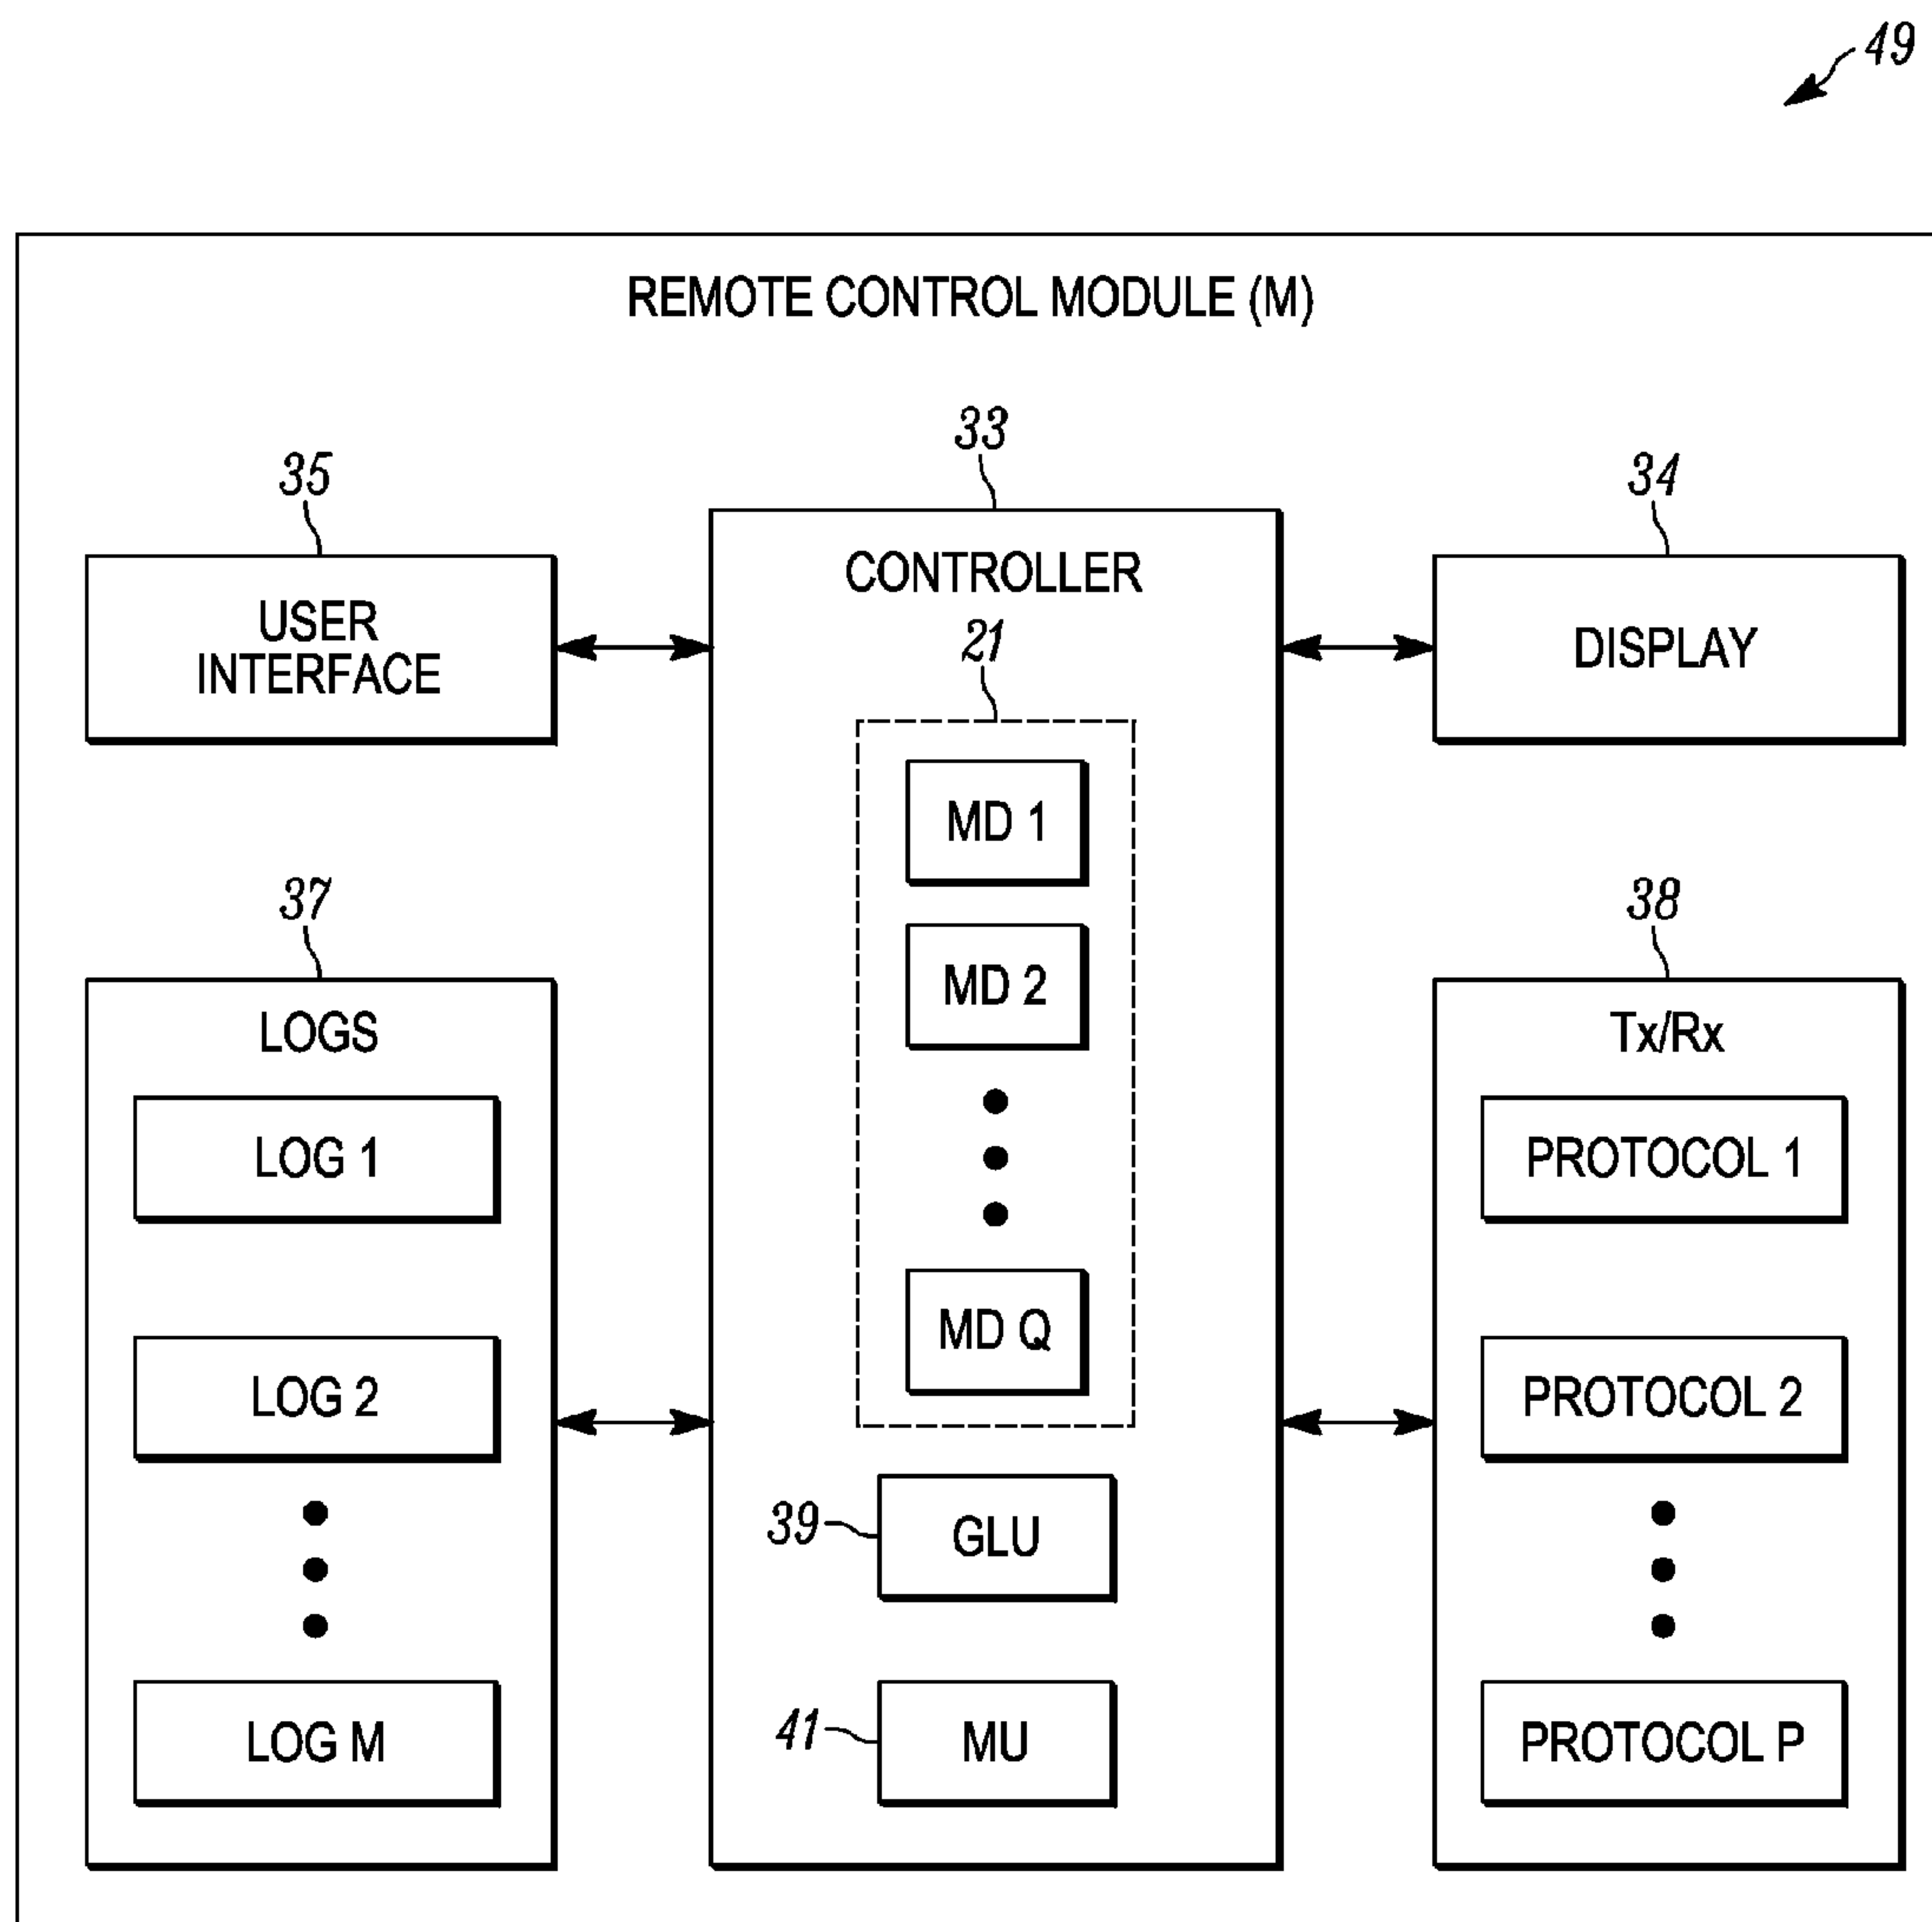 49
REMOTE CONTROL MODULE (M)
35
USER
INTERFACE
33
CONTROLLER
21
MD 1
MD 2
MD Q
39
GLU
41
MU
34
DISPLAY
37
LOGS
LOG 1
LOG 2
LOG M
38
Tx/Rx
PROTOCOL 1
PROTOCOL 2
PROTOCOL P